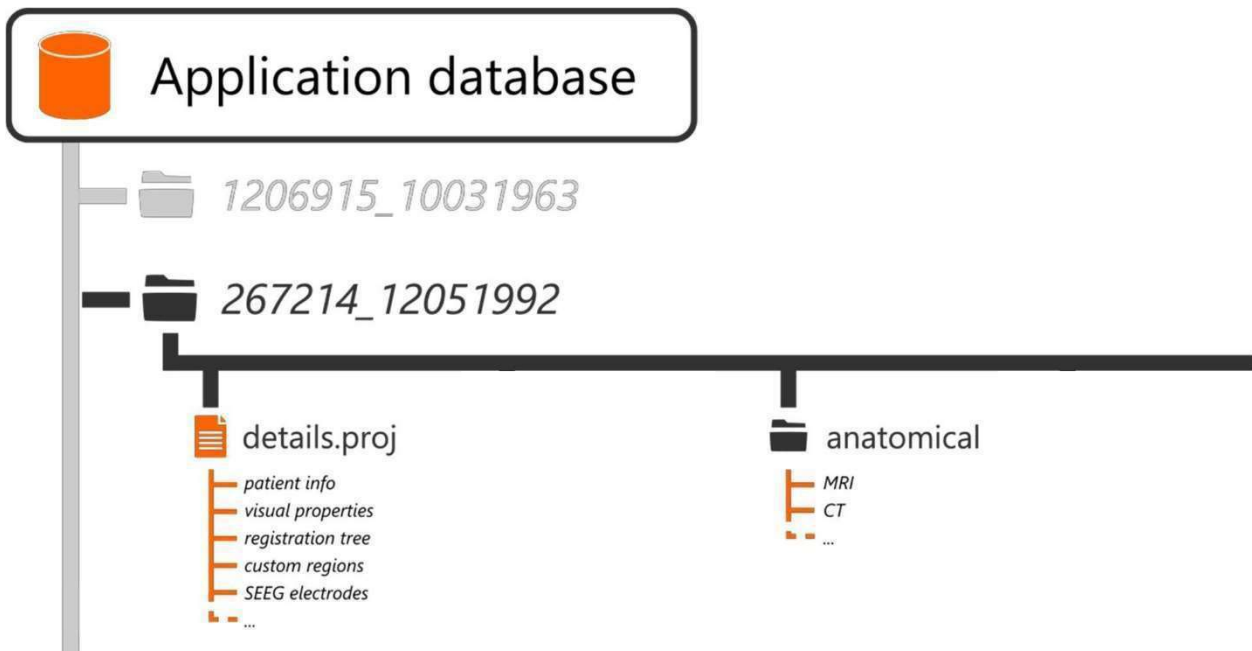 Application database
1206915_10031963
267214_12051992
details.proj
patient info
visual properties
registration tree
custom regions
SEEG electrodes
...
anatomical
MRI
CT
...